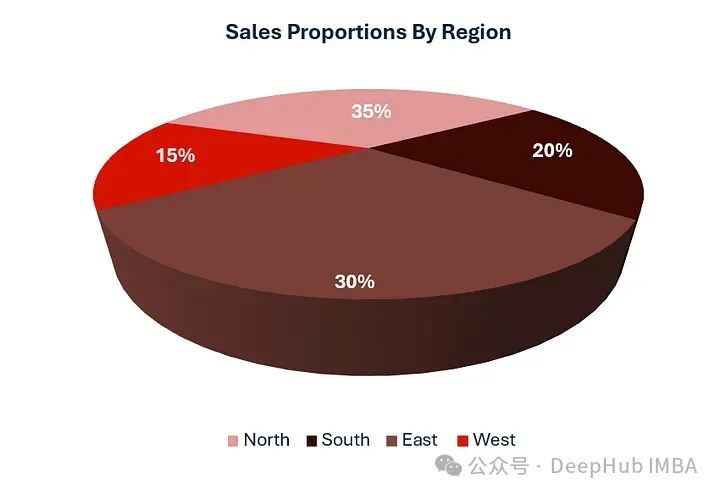 Sales Proportions By Region
35%
20%
15%
30%
North South East West
公众号 · DeepHub IMBA